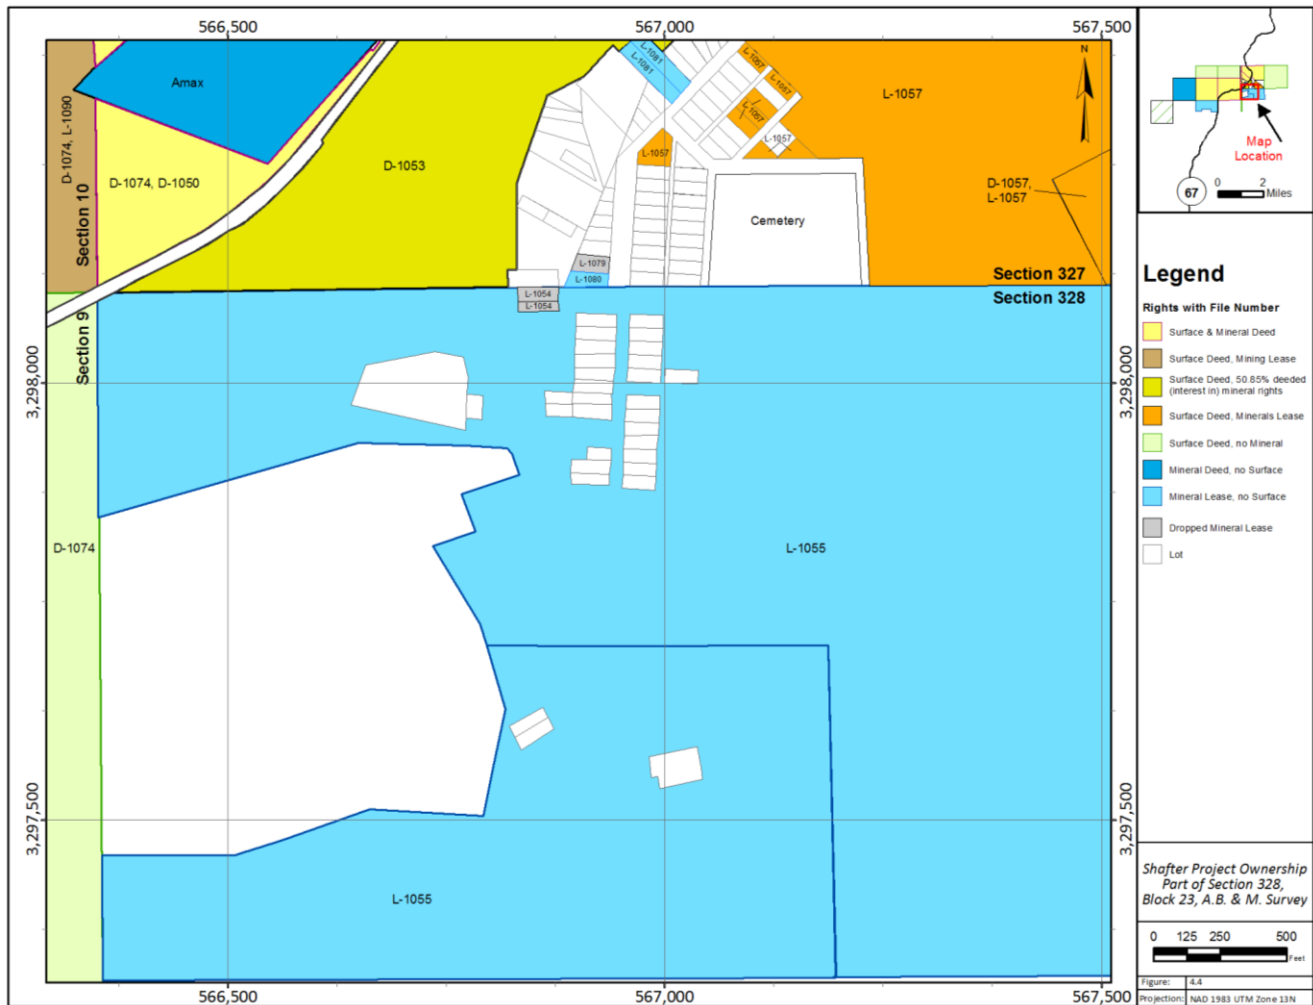 566,500
567,000
567,500
Amax
D-1074, L-1090
D-1074, D-1050
Section 10
D-1053
L-1081
L-1081
L-1057
L-1057
L-1057
L-1057
L-1057
L-1057
D-1057,
L-1057
Cemetery
L-1079
L-1080
Section 327
Section 328
L-1054
L-1054
Section 9
3,298,000
3,298,000
D-1074
L-1055
3,297,500
3,297,500
L-1055
566,500
567,000
567,500
N
Map
Location
67
0 2
Miles
Legend
Rights with File Number
Surface & Mineral Deed
Surface Deed, Mining Lease
Surface Deed, 50.85% deeded
(interest in) mineral rights
Surface Deed, Minerals Lease
Surface Deed, no Mineral
Mineral Deed, no Surface
Mineral Lease, no Surface
Dropped Mineral Lease
Lot
Shafter Project Ownership
Part of Section 328,
Block 23, A.B. & M. Survey
0 125 250 500
Feet
Figure: 4.4
Projection: NAD 1983 UTM Zone 13N